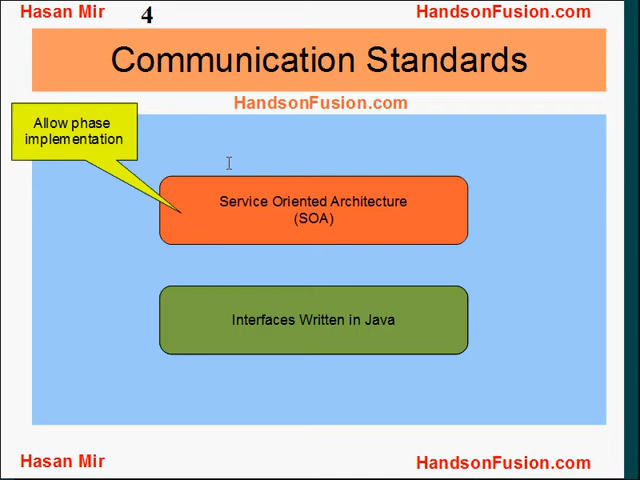 Hasan Mir
4
HandsonFusion.com
Communication Standards
HandsonFusion.com
Allow phase
implementation
Service Oriented Architecture
(SOA)
Interfaces Written in Java
Hasan Mir
HandsonFusion.com